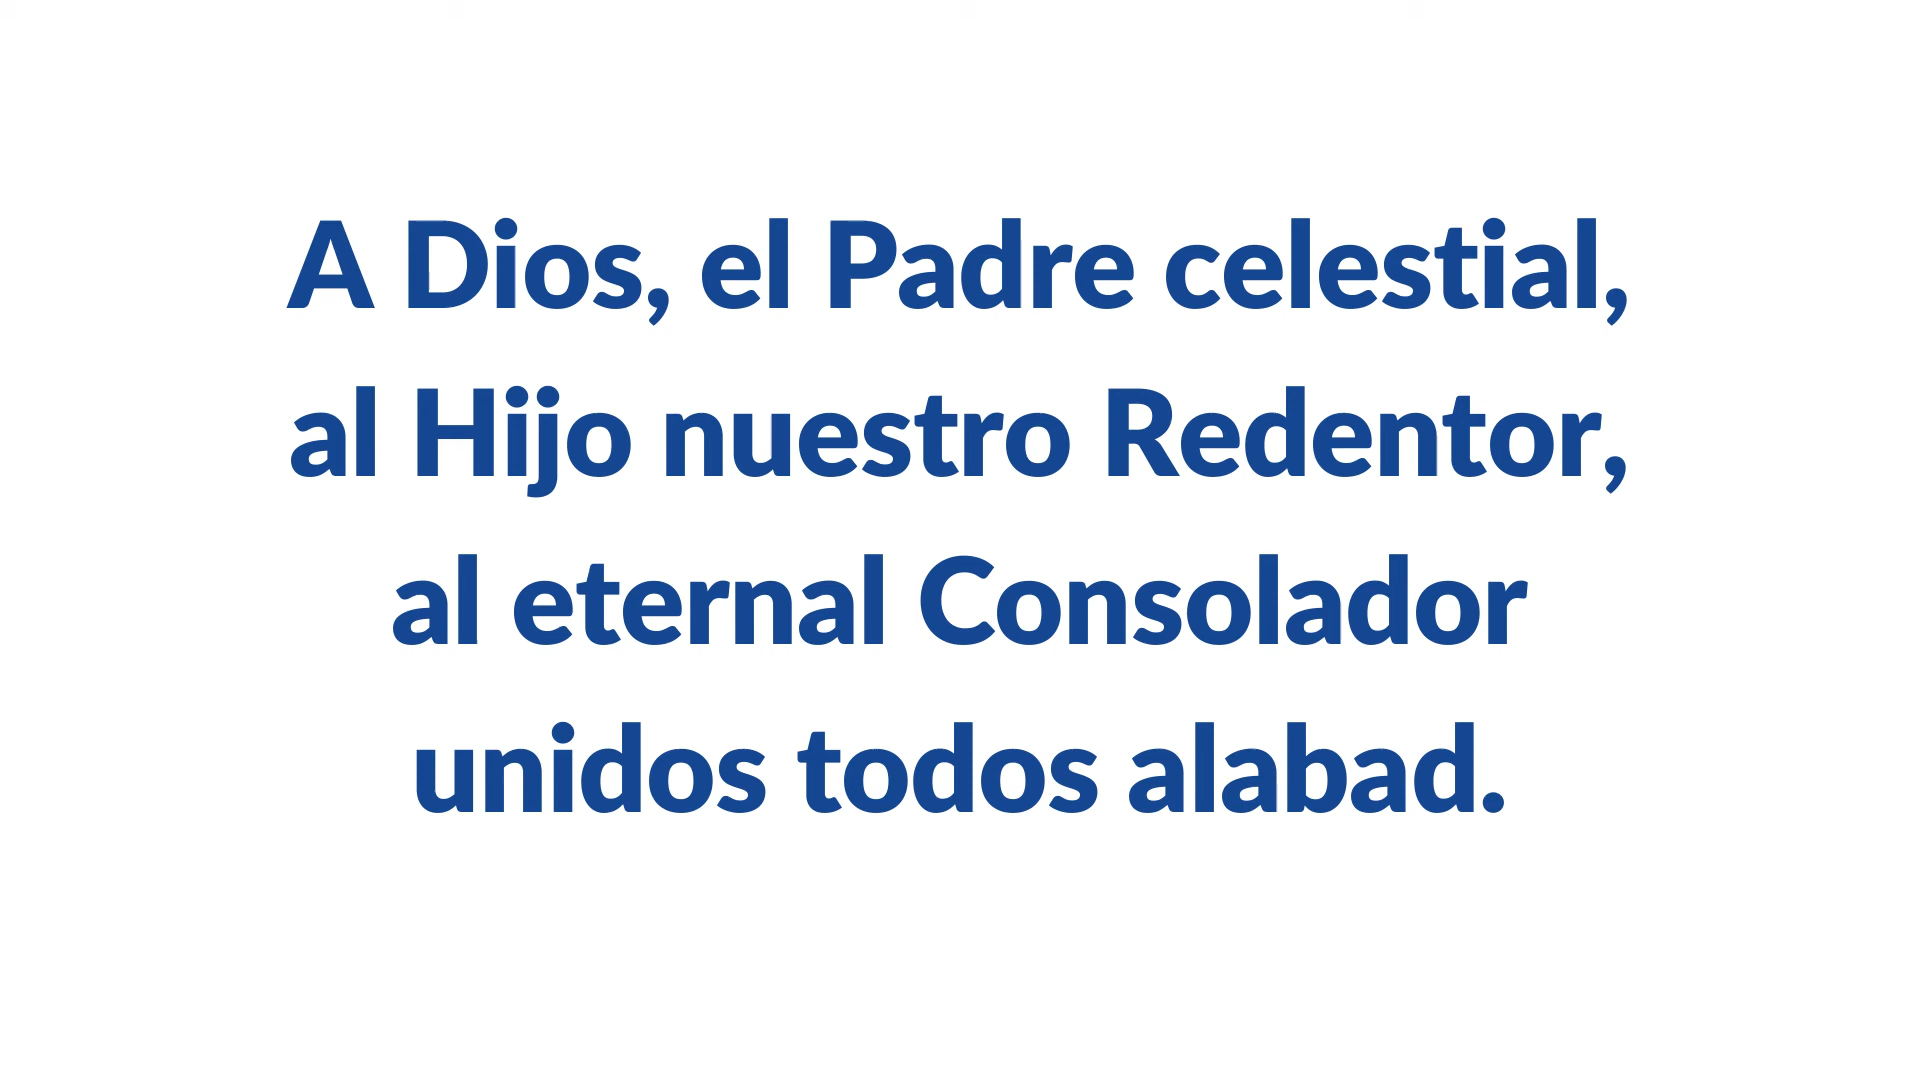 A Dios, el Padre celestial,
al Hijo nuestro Redentor,
al eternal Consolador
unidos todos alabad.